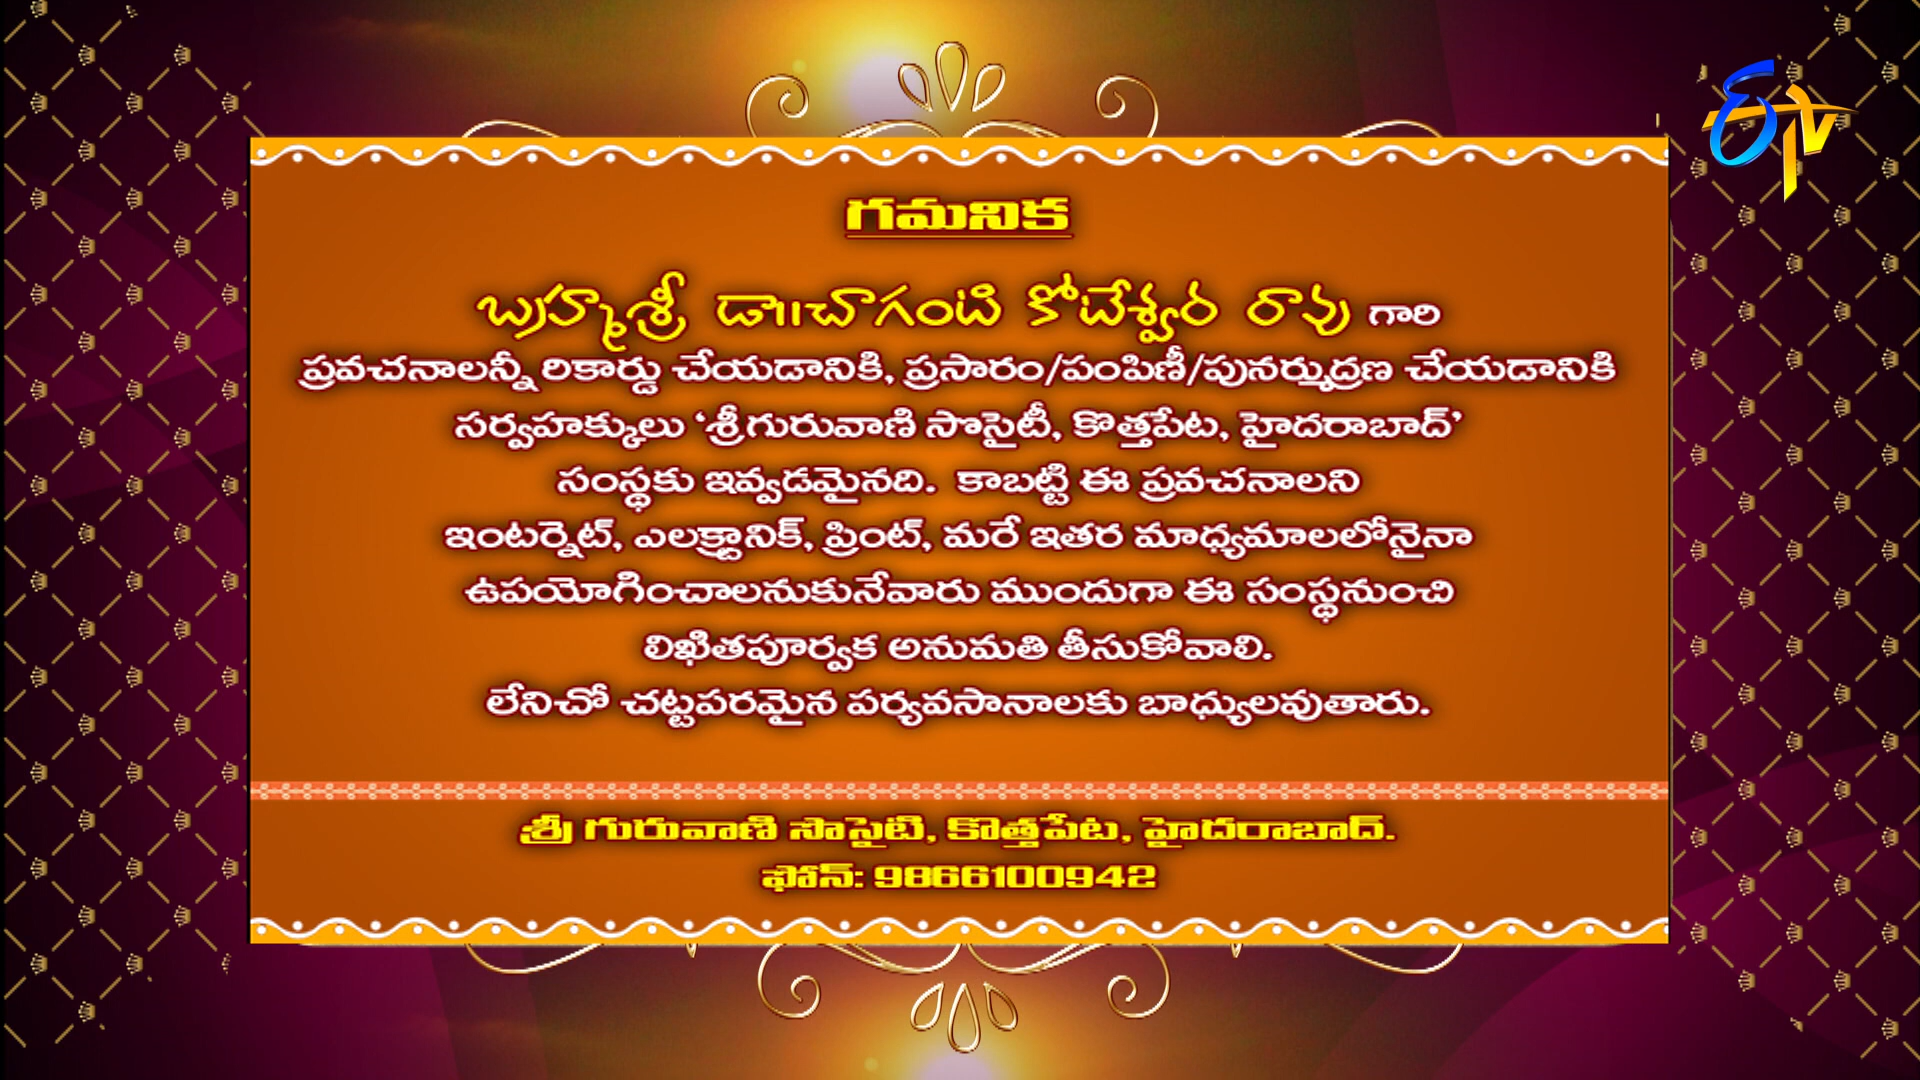 ఈtv
గమనిక
బ్రహ్మశ్రీ డా॥చాగంటి కోటేశ్వర రావు గారి
ప్రవచనాలన్నీ రికార్డు చేయడానికి, ప్రసారం/పంపిణీ/పునర్ముద్రణ చేయడానికి
సర్వహక్కులు ‘శ్రీగురువాణి సొసైటీ, కొత్తపేట, హైదరాబాద్’
సంస్థకు ఇవ్వడమైనది. కాబట్టి ఈ ప్రవచనాలని
ఇంటర్నెట్, ఎలక్ట్రానిక్, ప్రింట్, మరే ఇతర మాధ్యమాలలోనైనా
ఉపయోగించాలనుకునేవారు ముందుగా ఈ సంస్థనుంచి
లిఖితపూర్వక అనుమతి తీసుకోవాలి.
లేనిచో చట్టపరమైన పర్యవసానాలకు బాధ్యులవుతారు.
శ్రీ గురువాణి సొసైటి, కొత్తపేట, హైదరాబాద్.
ఫోన్: 9866100942